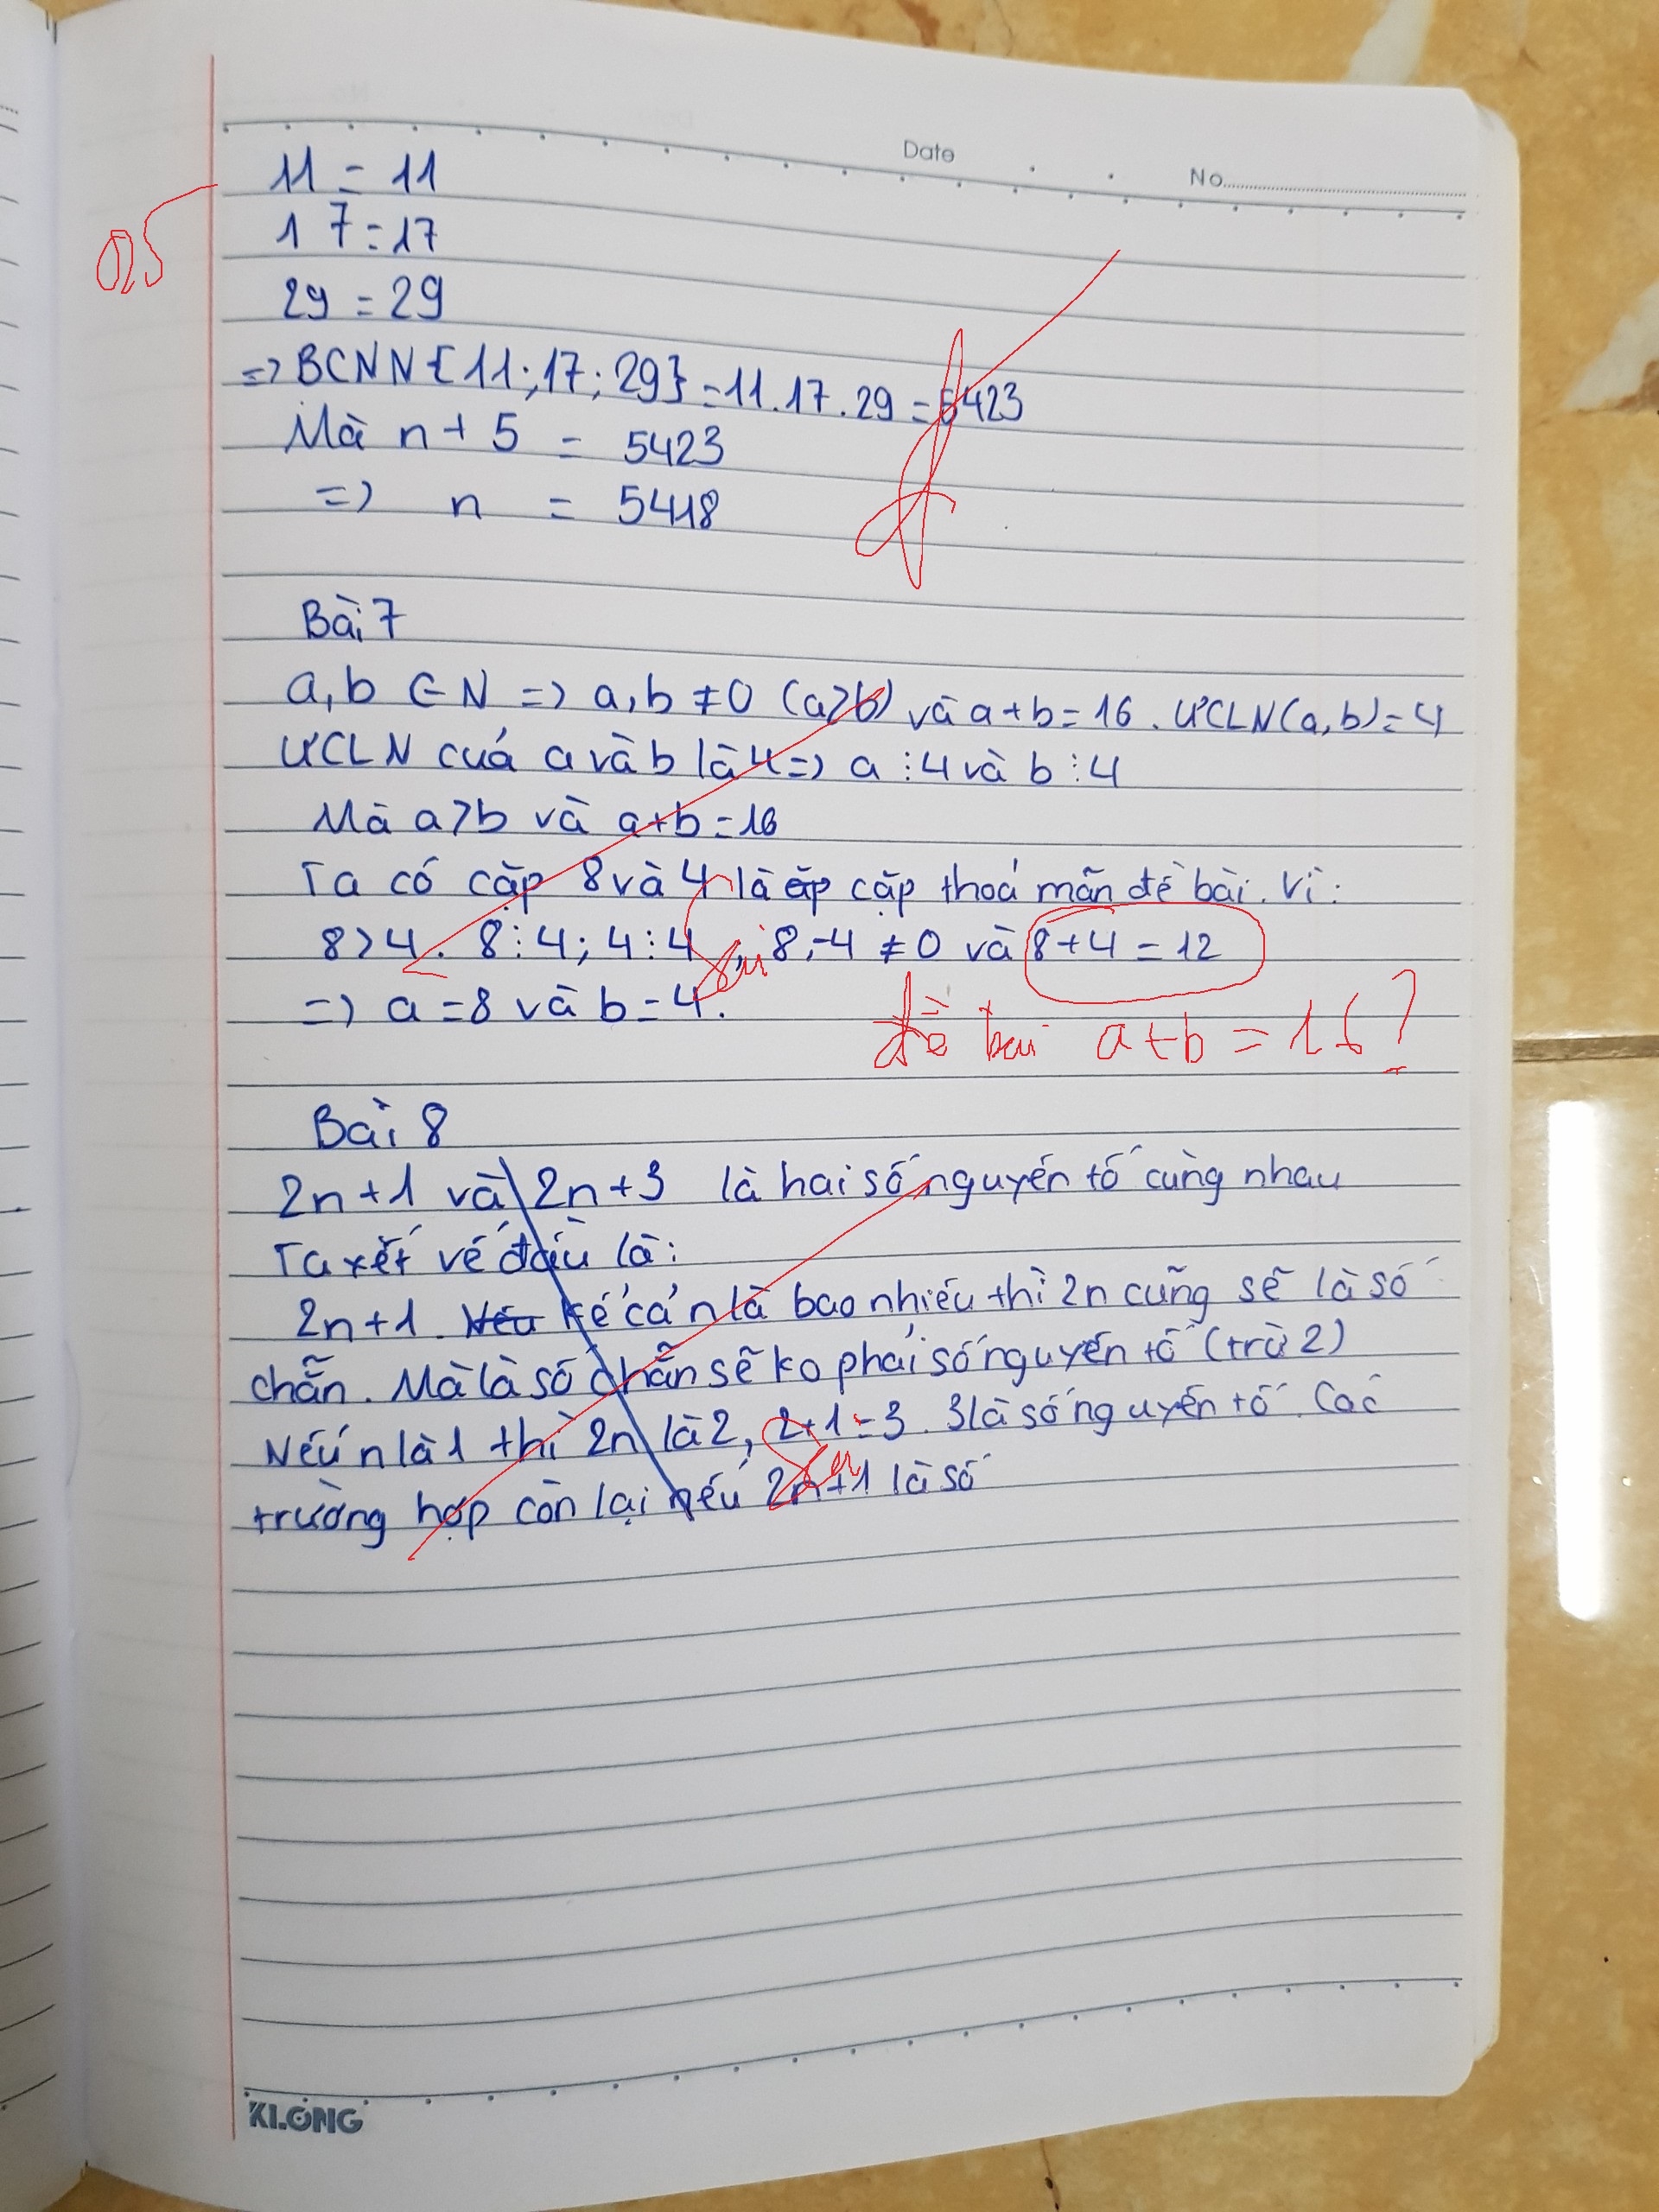 Date
No
11 = 11
0,5
17 = 17
29 = 29
=> BCNN {11; 17; 29} = 11.17.29 = 5423
Mà n + 5 = 5423
=> n = 5418
đ
Bài 7
a,b ∈ N => a,b ≠ 0 (a>b) và a+b = 16. ƯCLN(a,b) = 4
ƯCLN cuả a và b là 4 => a ⋮ 4 và b ⋮ 4
Mà a>b và a+b = 16
Ta có cặp 8 và 4 là cặp thoả mãn đề bài. Vì:
8>4. 8⋮4; 4⋮4, 8,4 ≠ 0 và 8+4 = 12
sai
=> a = 8 và b = 4.
đề bài a+b = 16?
Bài 8
2n+1 và 2n+3 là hai số nguyên tố cùng nhau
Ta xét vế đầu là:
2n+1. Nếu kể cả n là bao nhiêu thì 2n cũng sẽ là số
chẵn. Mà là số chẵn sẽ ko phải số nguyên tố (trừ 2)
Nếu n là 1 thì 2n là 2, 2+1=3. 3 là số nguyên tố. Các
trường hợp còn lại nếu 2n+1 là số
sai
KLONG